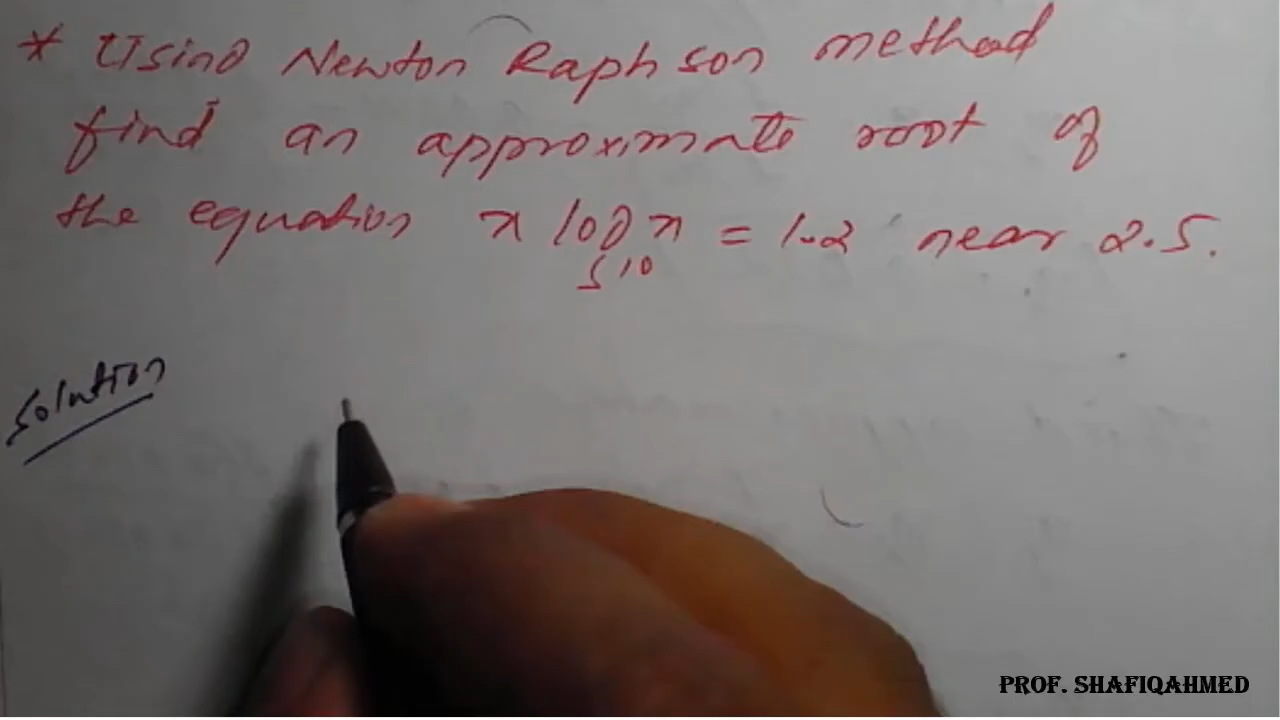 * Using Newton Raphson method
find an approximate root of
the equation x log₁₀ x = 1.2 near 2.5.
Solution
PROF. SHAFIQAHMED